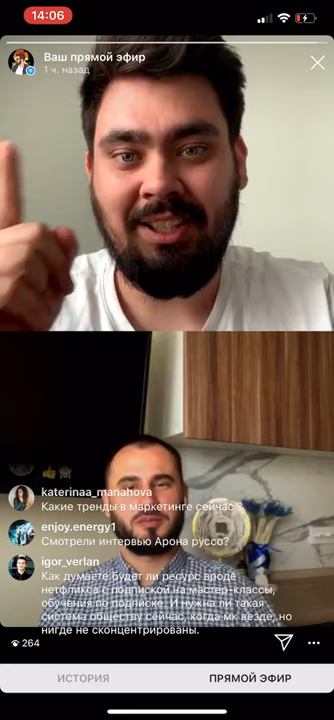 14:06
Ваш прямой эфир
1 ч. назад
katerinaa_manahova
Какие тренды в маркетинге сейчас ?
enjoy.energy1
Смотрели интервью Арона руссо?
igor_verlan
Как думаете будет ли ресурс вроде
нетфликса с подпиской на мастер-классы,
обучения по подписке. И нужна ли такая
система обществу сейчас, когда мк везде, но
нигде не сконцентрированы.
264
ИСТОРИЯ
ПРЯМОЙ ЭФИР